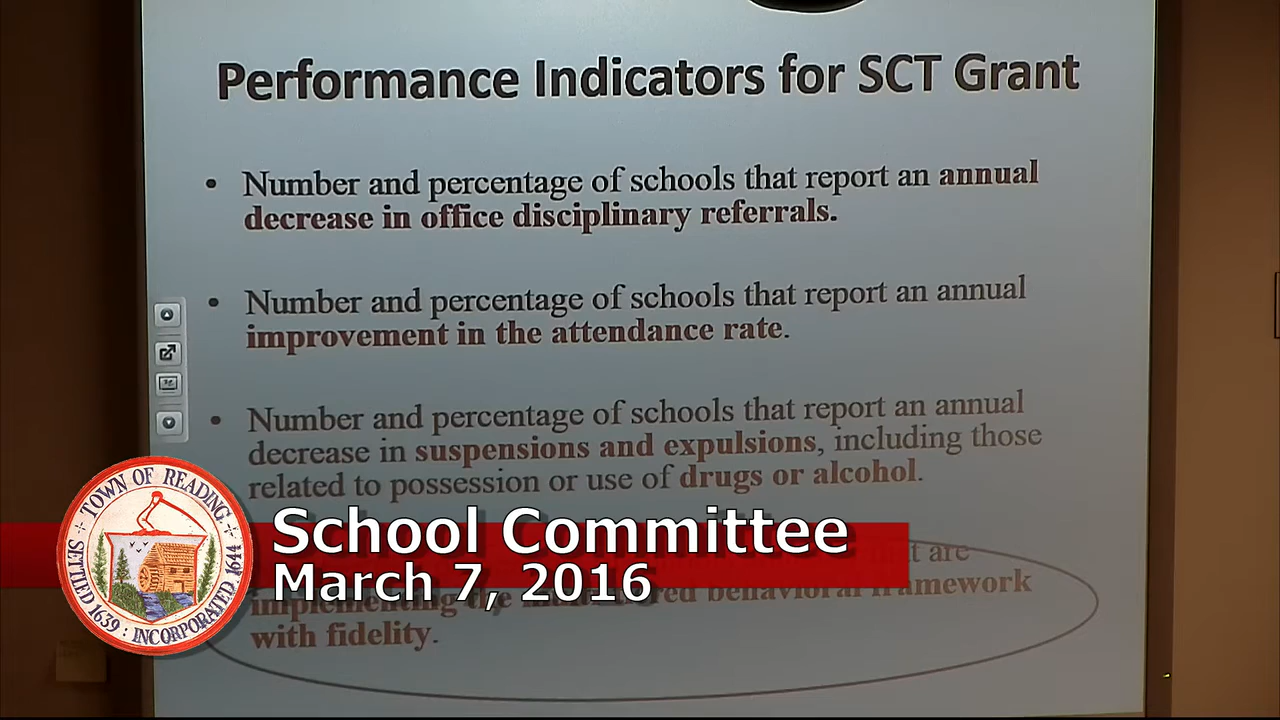 Performance Indicators for SCT Grant
• Number and percentage of schools that report an annual
decrease in office disciplinary referrals.
• Number and percentage of schools that report an annual
improvement in the attendance rate.
• Number and percentage of schools that report an annual
decrease in suspensions and expulsions, including those
related to possession or use of drugs or alcohol.
are
implementing the behavioral framework
with fidelity.
TOWN OF READING
SETTLED 1639 : INCORPORATED 1644
School Committee
March 7, 2016